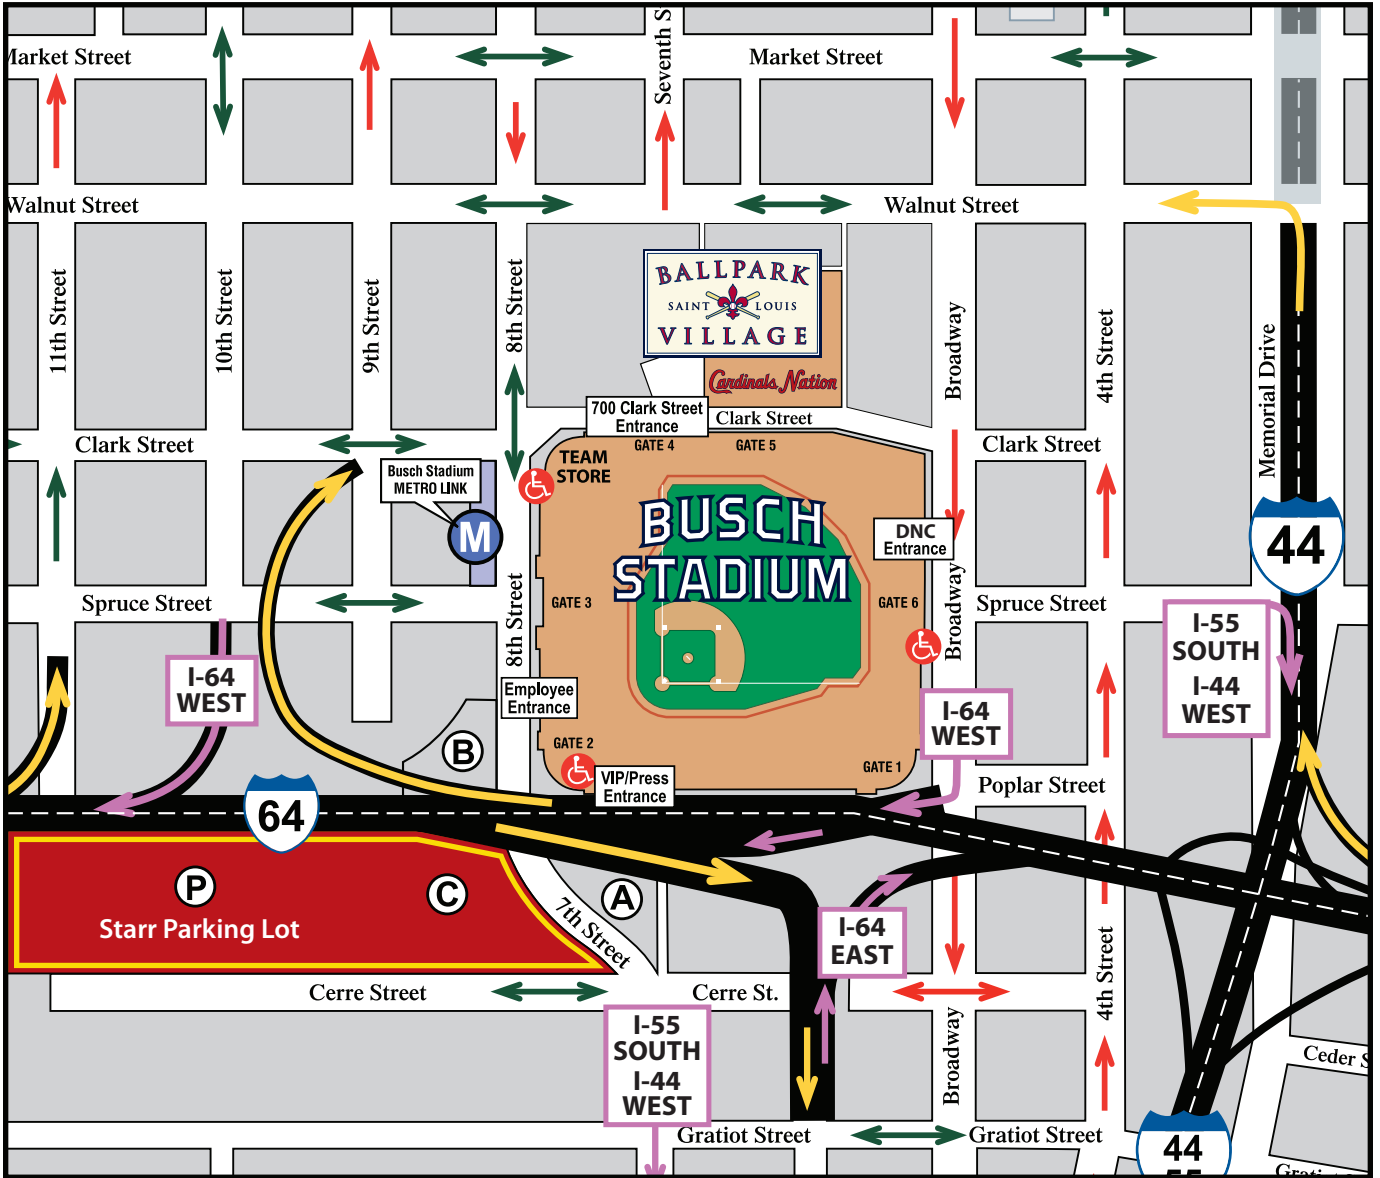 Market Street
Seventh S
Market Street
Walnut Street
Walnut Street
BALLPARK
SAINT LOUIS
VILLAGE
Cardinals Nation
11th Street
10th Street
9th Street
8th Street
Broadway
4th Street
Memorial Drive
700 Clark Street
Entrance
Clark Street
Clark Street
Clark Street
GATE 4
GATE 5
TEAM
STORE
Busch Stadium
METRO LINK
M
BUSCH
STADIUM
DNC
Entrance
44
Spruce Street
GATE 3
GATE 6
Spruce Street
8th Street
Broadway
I-64
WEST
I-55
SOUTH
I-44
WEST
Employee
Entrance
I-64
WEST
B
GATE 2
GATE 1
VIP/Press
Entrance
Poplar Street
64
P
C
A
Starr Parking Lot
7th Street
I-64
EAST
4th Street
Cerre Street
Cerre St.
I-55
SOUTH
I-44
WEST
Broadway
Ceder S
Gratiot Street
Gratiot Street
44
55
Gratiot